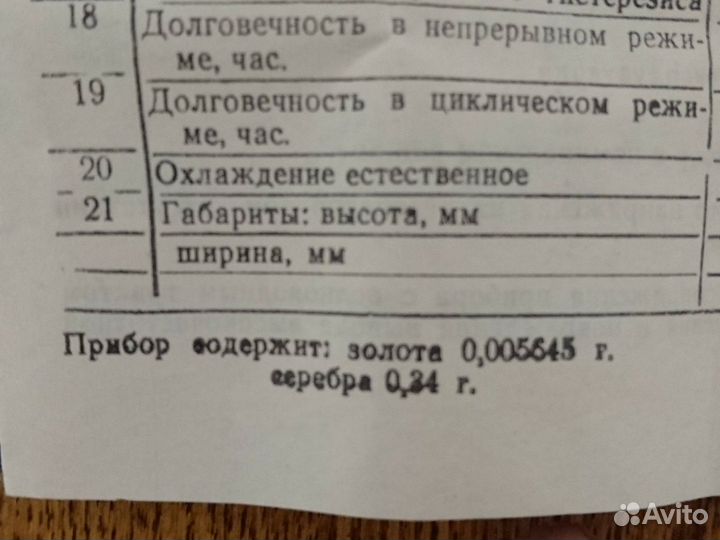 18 Долговечность в непрерывном режи-
ме, час.
19 Долговечность в циклическом режи-
ме, час.
20 Охлаждение естественное
21 Габариты: высота, мм
ширина, мм
Прибор содержит: золота 0,005645 г.
серебра 0,34 г.
Avito